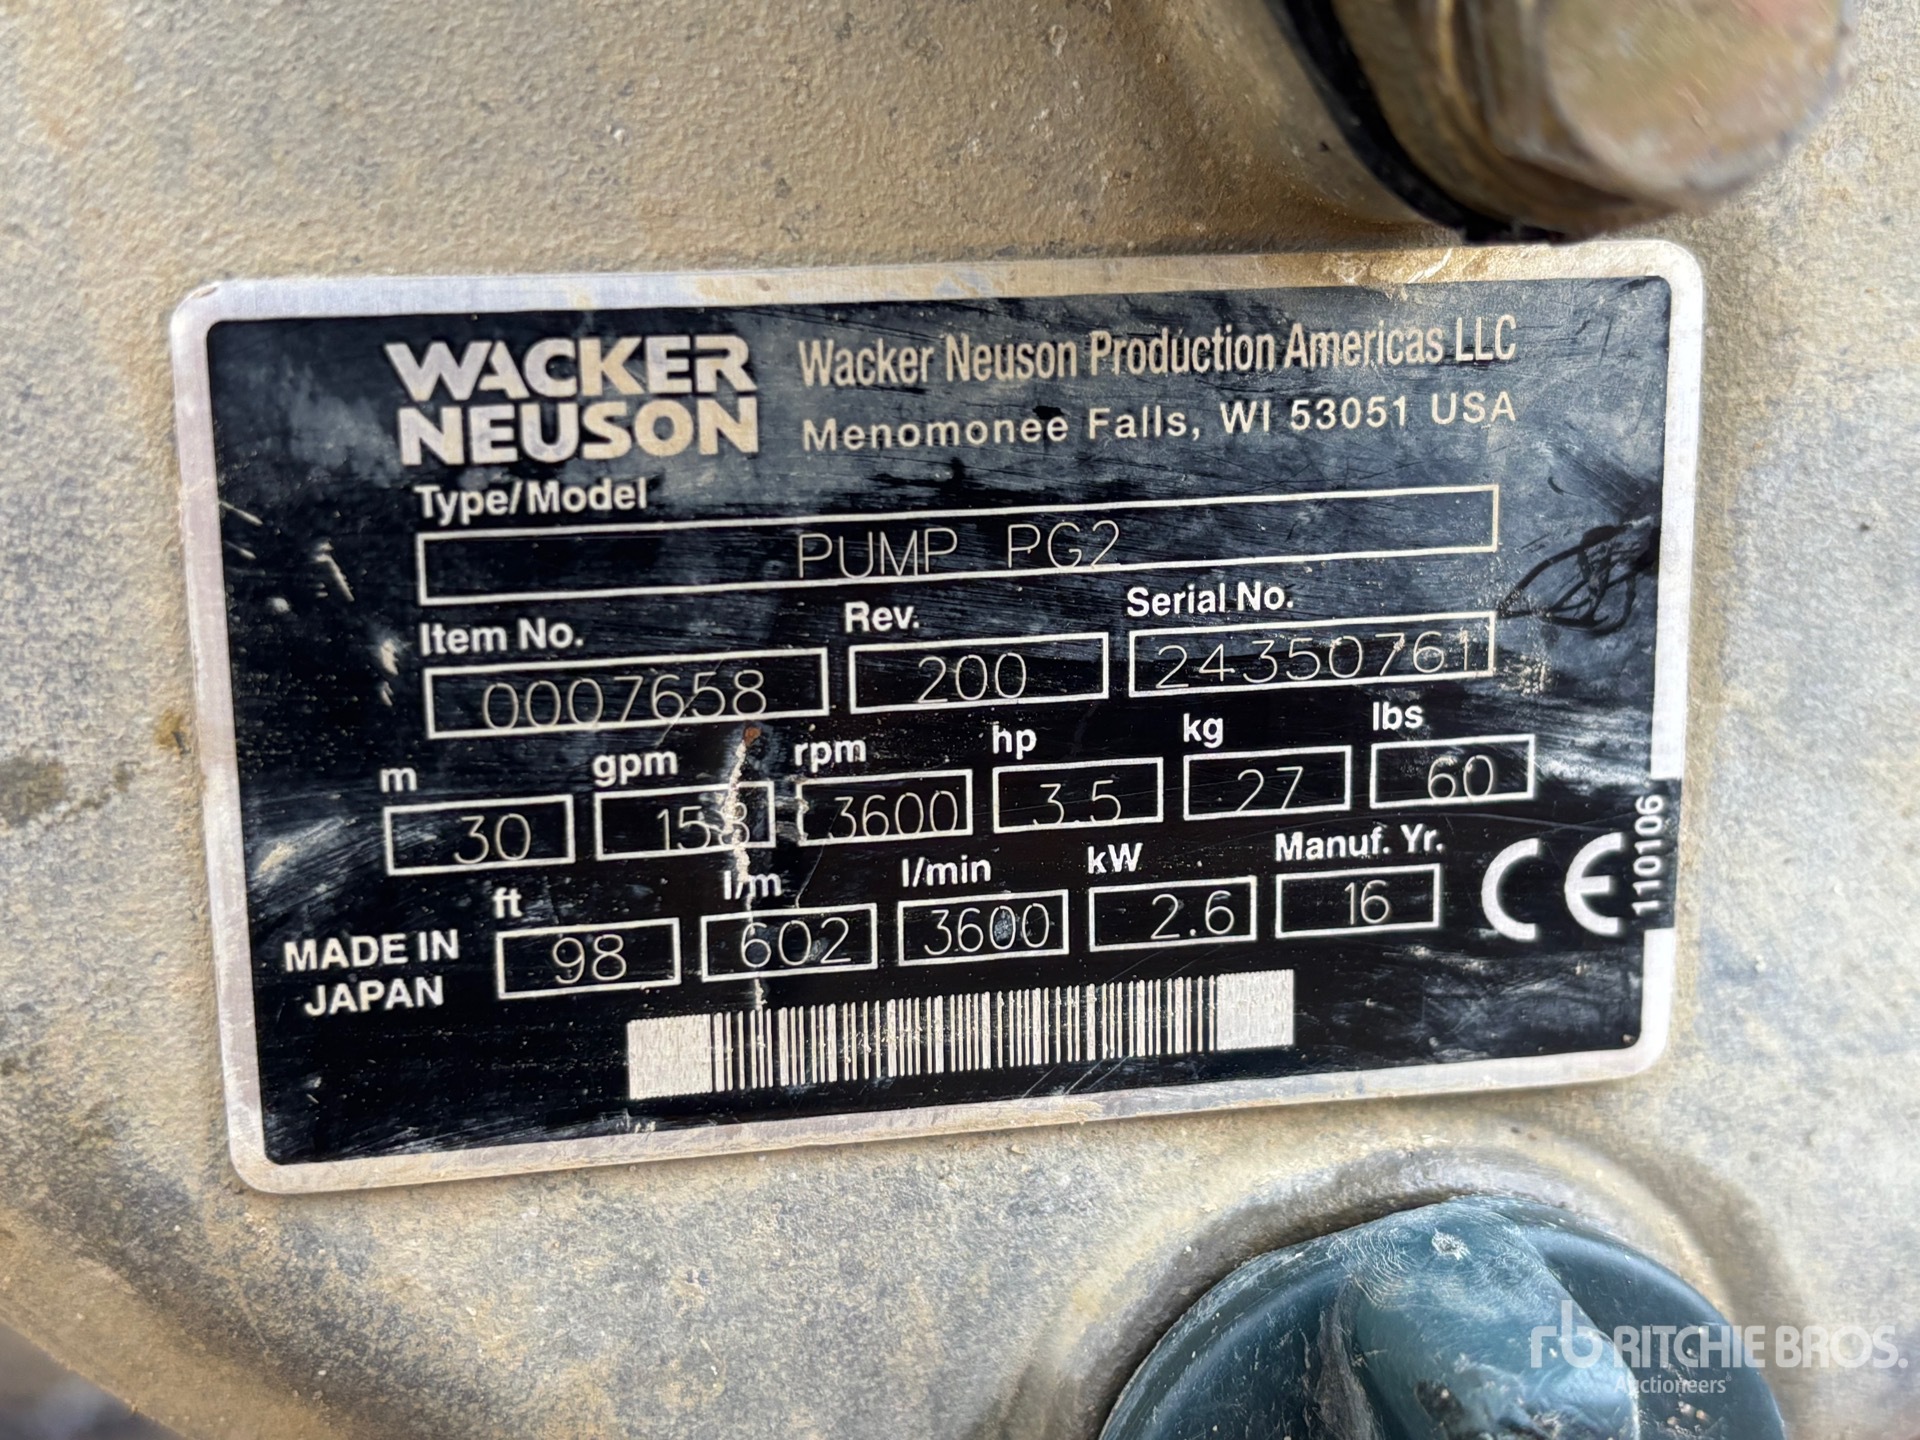 WACKER
NEUSON
Wacker Neuson Production Americas LLC
Menomonee Falls, WI 53051 USA
Type/Model
PUMP PG2
Item No. Rev. Serial No.
0007658 200 24350761
m gpm rpm hp kg lbs
30 158 3600 3.5 27 60
ft l/m l/min kW Manuf. Yr.
98 602 3600 2.6 16
MADE IN
JAPAN
CE
110106
rb RITCHIE BROS.
Auctioneers